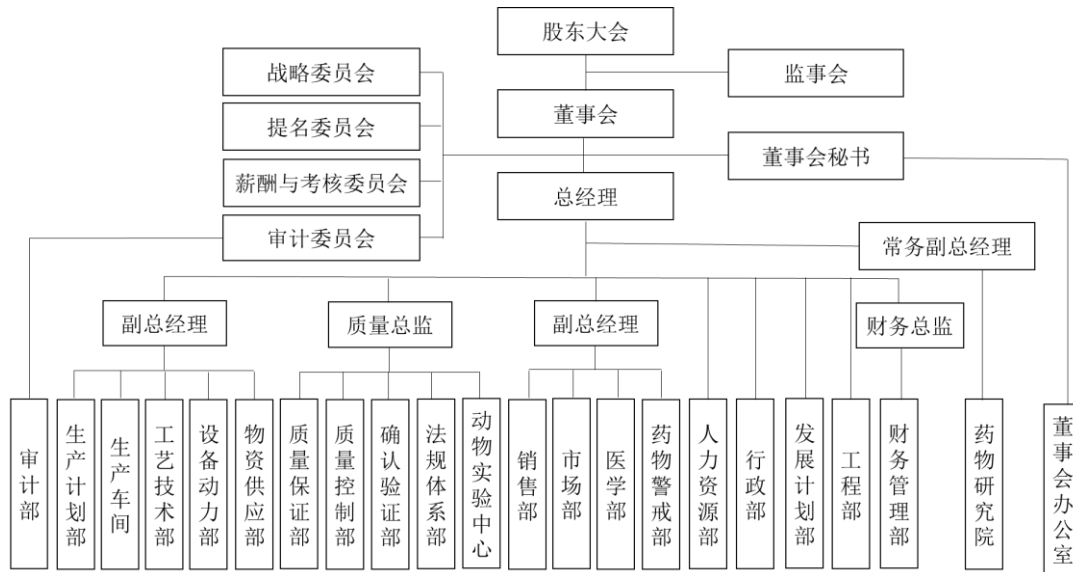 股东大会
战略委员会
监事会
提名委员会
董事会
董事会秘书
薪酬与考核委员会
总经理
审计委员会
常务副总经理
副总经理
质量总监
副总经理
财务总监
审计部
生产计划部
生产车间
工艺技术部
设备动力部
物资供应部
质量保证部
质量控制部
确认验证部
法规体系部
动物实验中心
销售部
市场部
医学部
药物警戒部
人力资源部
行政部
发展计划部
工程部
财务管理部
药物研究院
董事会办公室